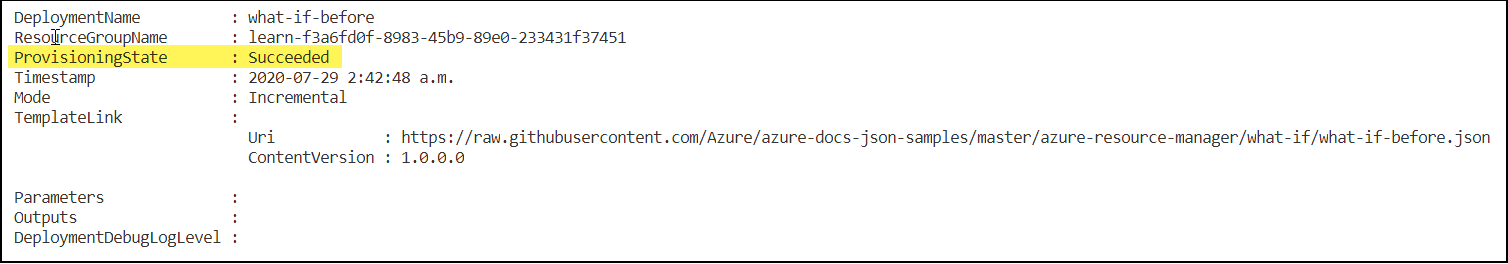 DeploymentName : what-if-before
ResourceGroupName : learn-f3a6fd0f-8983-45b9-89e0-233431f37451
ProvisioningState : Succeeded
Timestamp : 2020-07-29 2:42:48 a.m.
Mode : Incremental
TemplateLink :
Uri : https://raw.githubusercontent.com/Azure/azure-docs-json-samples/master/azure-resource-manager/what-if/what-if-before.json
ContentVersion : 1.0.0.0
Parameters :
Outputs :
DeploymentDebugLogLevel :